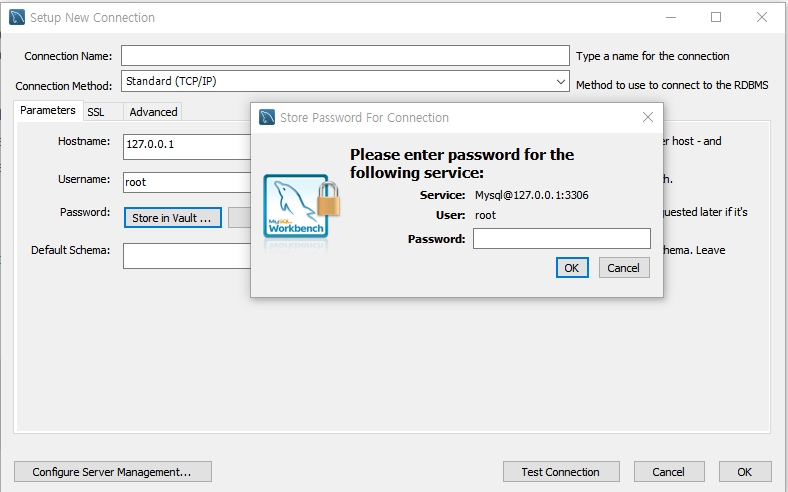 Setup New Connection
Connection Name:
Type a name for the connection
Connection Method:
Standard (TCP/IP)
Method to use to connect to the RDBMS
Parameters
SSL
Advanced
Store Password For Connection
Hostname:
127.0.0.1
er host - and
Please enter password for the
following service:
Username:
root
h.
Service:
Mysql@127.0.0.1:3306
User:
root
Password:
Store in Vault ...
quested later if it's
Password:
MySQL
Workbench
Default Schema:
hema. Leave
OK
Cancel
Configure Server Management...
Test Connection
Cancel
OK